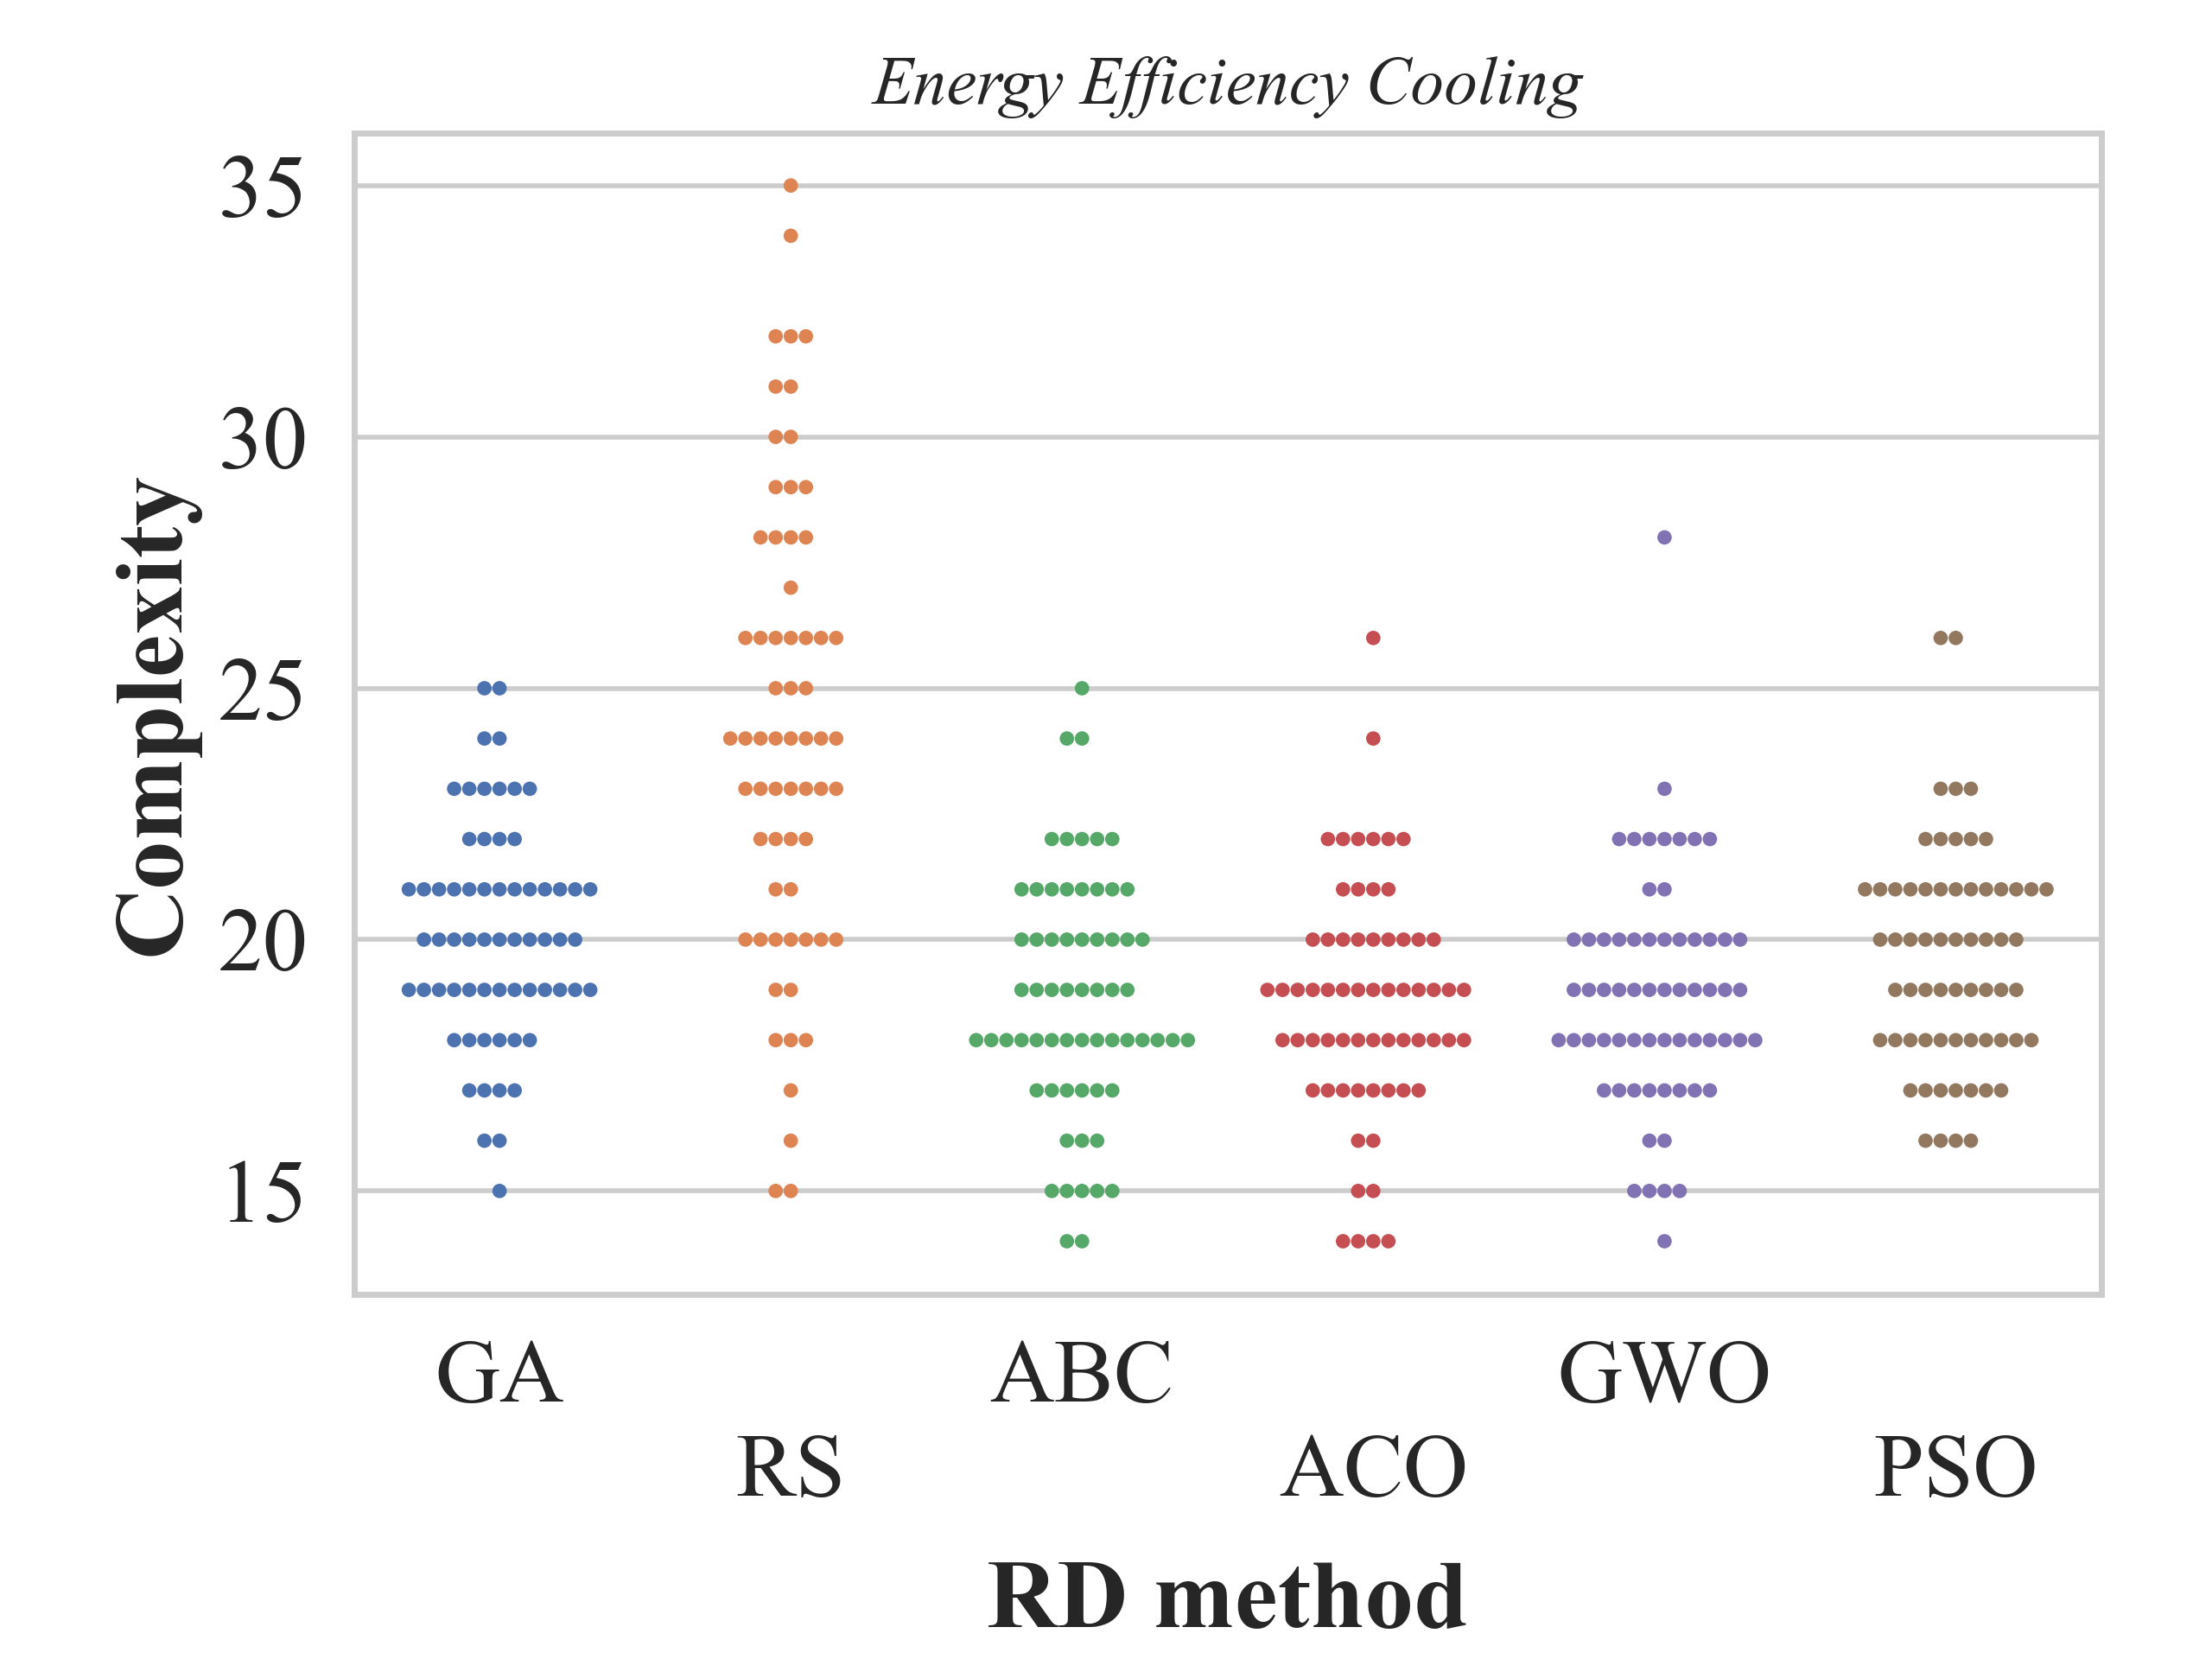 Energy Efficiency Cooling
35
30
25
20
15
Complexity
GA
ABC
GWO
RS
ACO
PSO
RD method